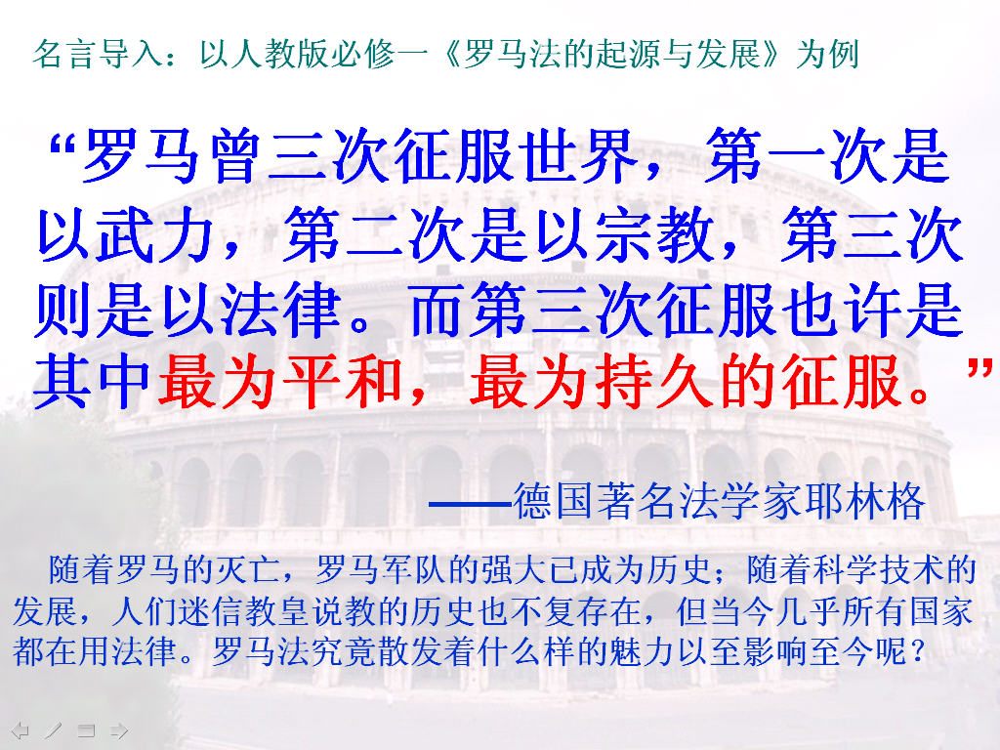 名言导入：以人教版必修一《罗马法的起源与发展》为例
“罗马曾三次征服世界，第一次是
以武力，第二次是以宗教，第三次
则是以法律。而第三次征服也许是
其中最为平和，最为持久的征服。”
——德国著名法学家耶林格
随着罗马的灭亡，罗马军队的强大已成为历史；随着科学技术的
发展，人们迷信教皇说教的历史也不复存在，但当今几乎所有国家
都在用法律。罗马法究竟散发着什么样的魅力以至影响至今呢？